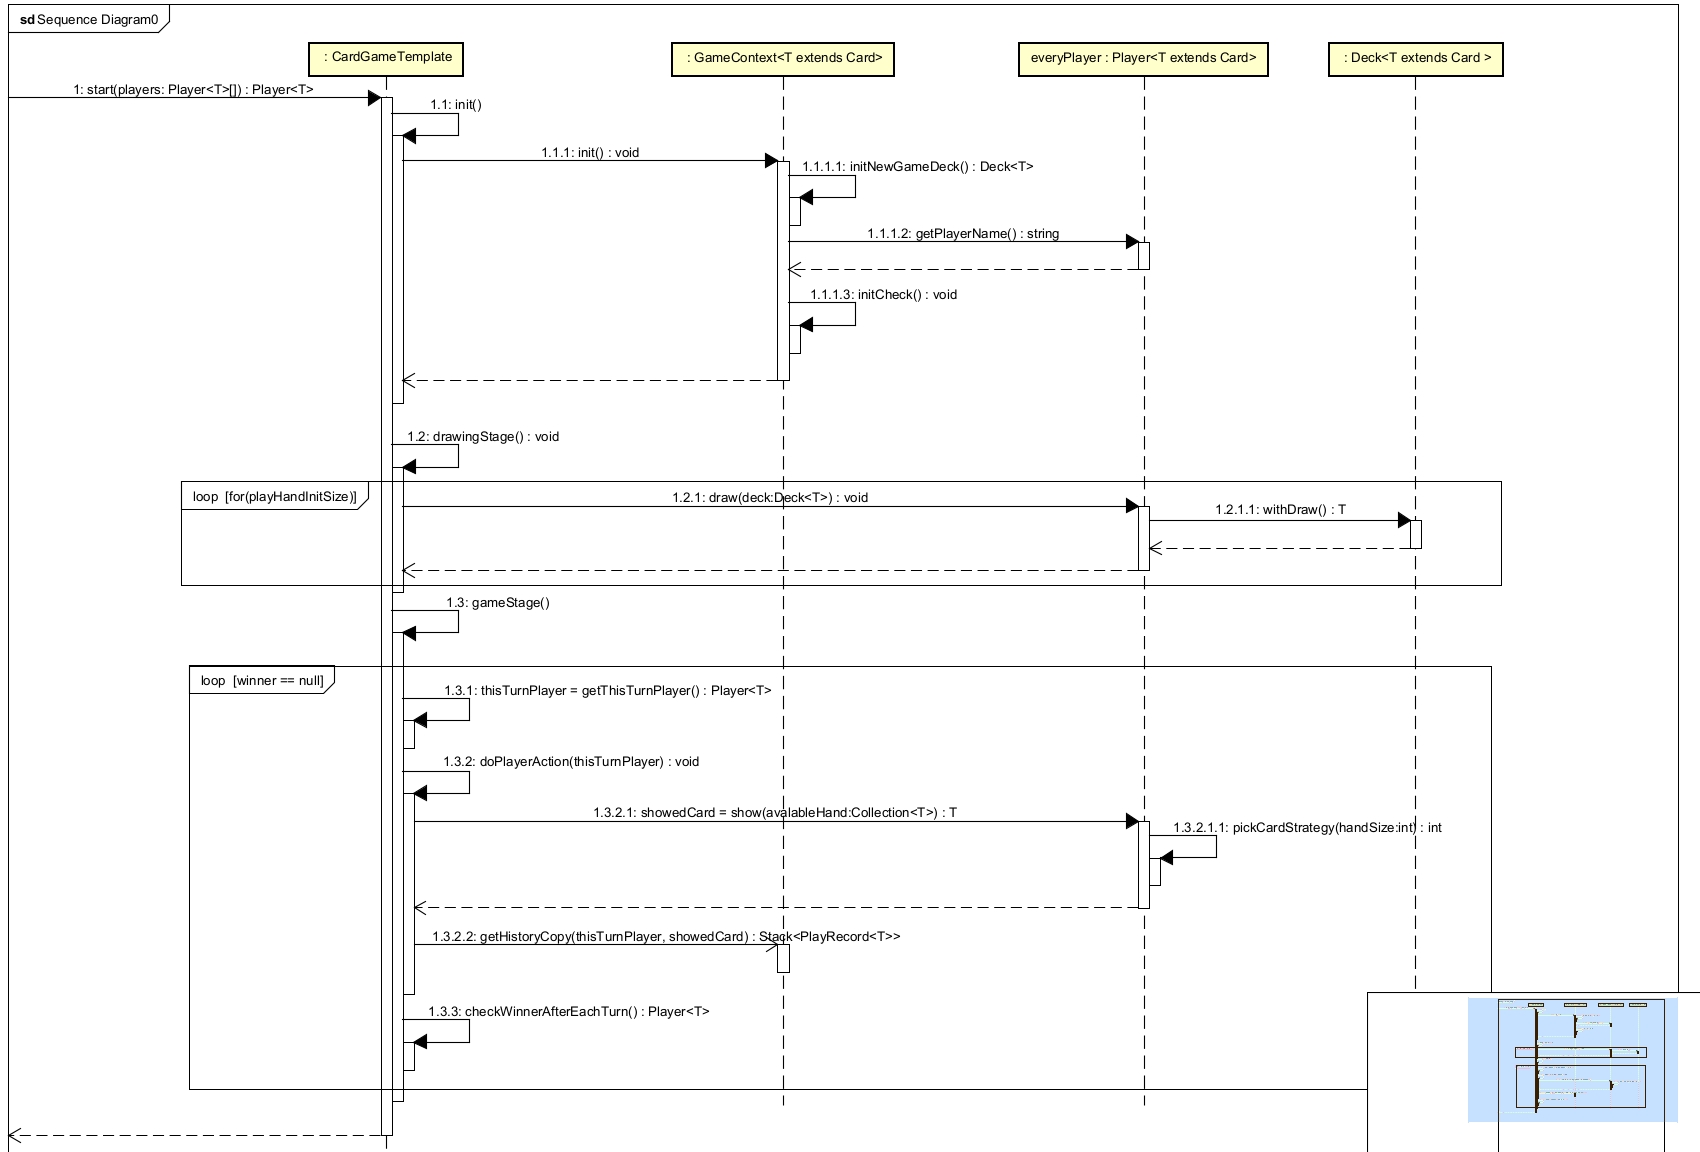 sd Sequence Diagram0
: CardGameTemplate
: GameContext<T extends Card>
everyPlayer : Player<T extends Card>
: Deck<T extends Card >
1: start(players: Player<T>[]) : Player<T>
1.1: init()
1.1.1: init() : void
1.1.1.1: initNewGameDeck() : Deck<T>
1.1.1.2: getPlayerName() : string
1.1.1.3: initCheck() : void
1.2: drawingStage() : void
loop [for(playHandInitSize)]
1.2.1: draw(deck:Deck<T>) : void
1.2.1.1: withDraw() : T
1.3: gameStage()
loop [winner == null]
1.3.1: thisTurnPlayer = getThisTurnPlayer() : Player<T>
1.3.2: doPlayerAction(thisTurnPlayer) : void
1.3.2.1: showedCard = show(avalableHand:Collection<T>) : T
1.3.2.1.1: pickCardStrategy(handSize:int) : int
1.3.2.2: getHistoryCopy(thisTurnPlayer, showedCard) : Stack<PlayRecord<T>>
1.3.3: checkWinnerAfterEachTurn() : Player<T>